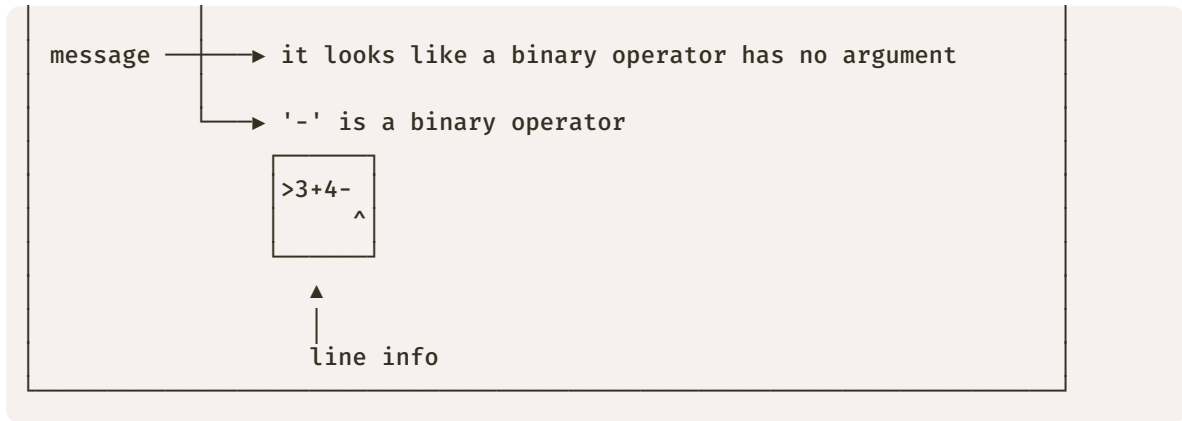 message it looks like a binary operator has no argument
'-' is a binary operator
>3+4-
^
line info